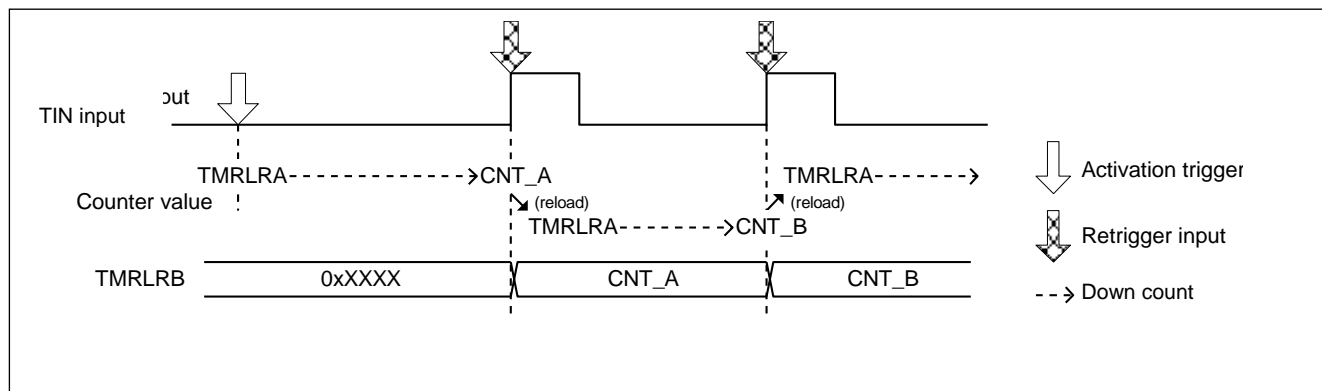 out
TIN input
Activation trigger
TMRLRA CNT_A TMRLRA
Counter value
(reload) (reload)
TMRLRA CNT_B
Retrigger input
TMRLRB 0xXXXX CNT_A CNT_B
Down count